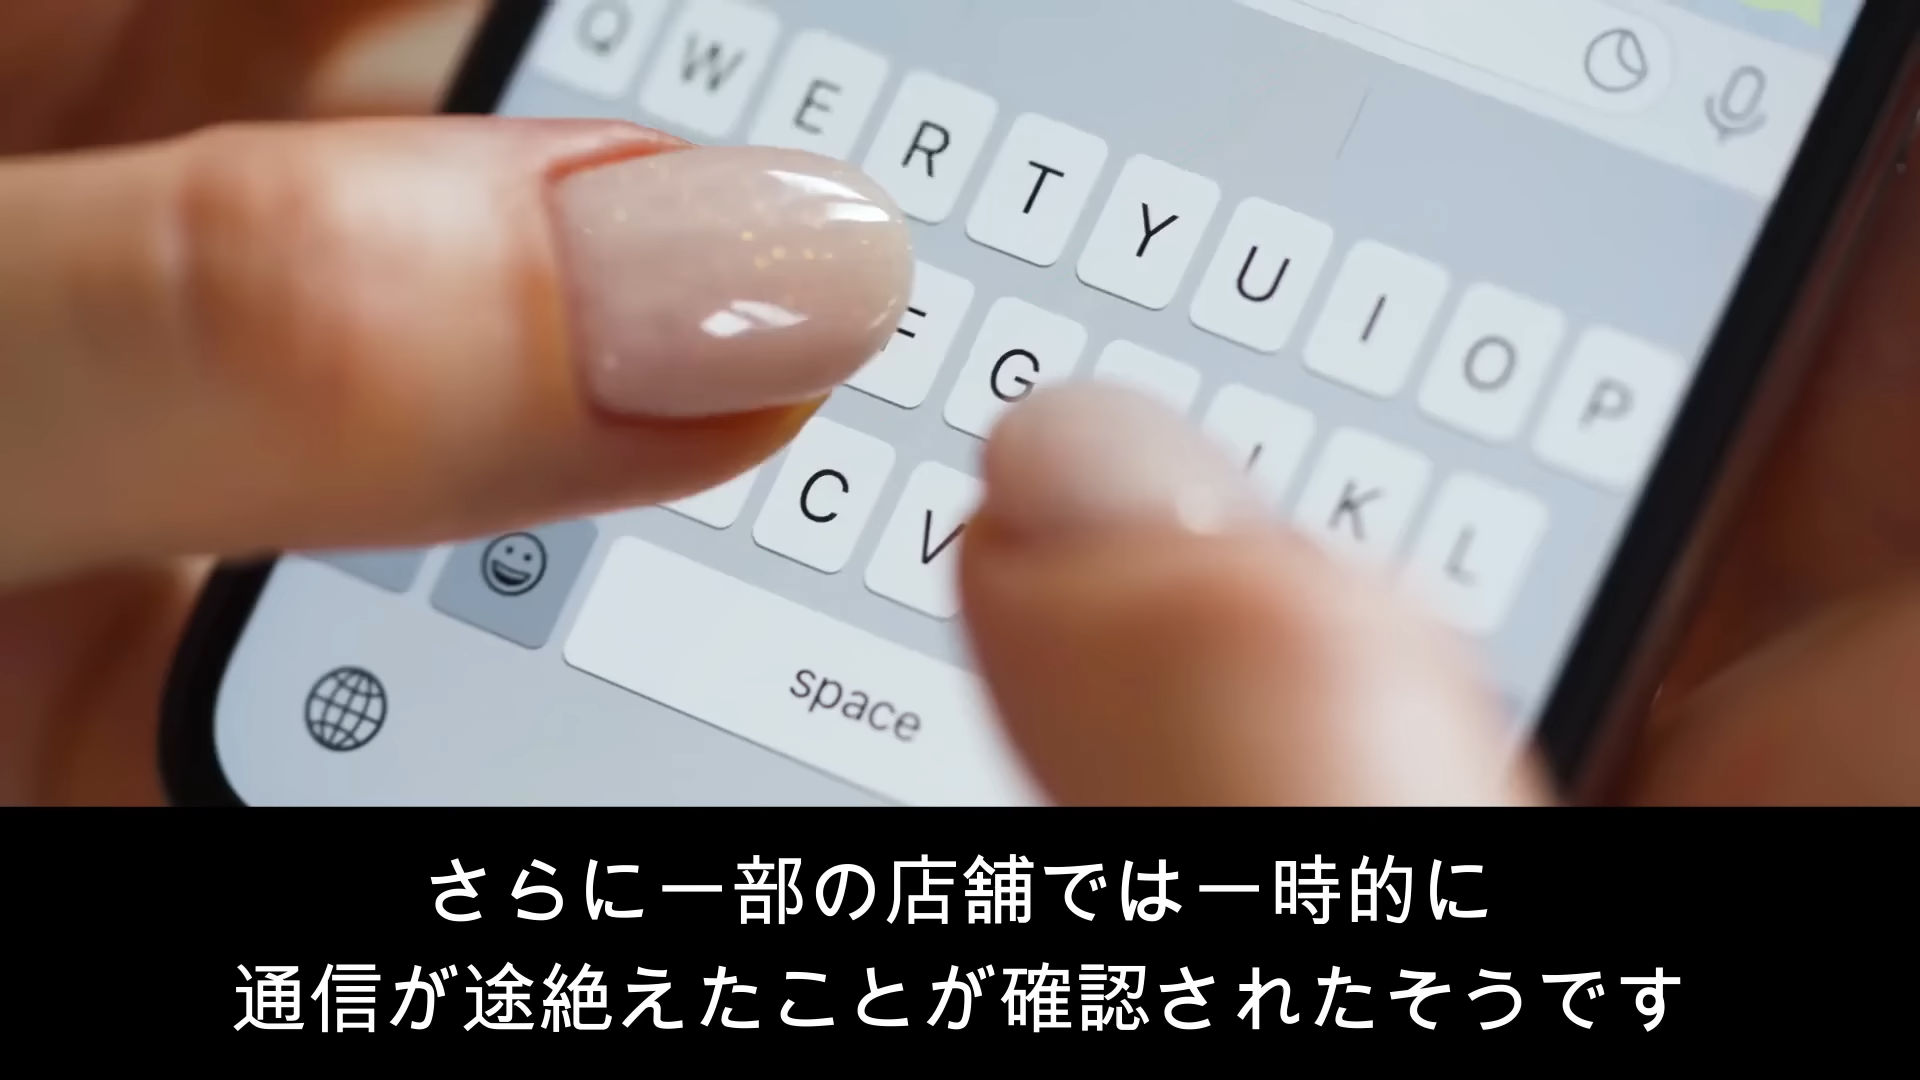 Q W E R T Y U I O P
F G J K L
C V
space
さらに一部の店舗では一時的に
通信が途絶えたことが確認されたそうです